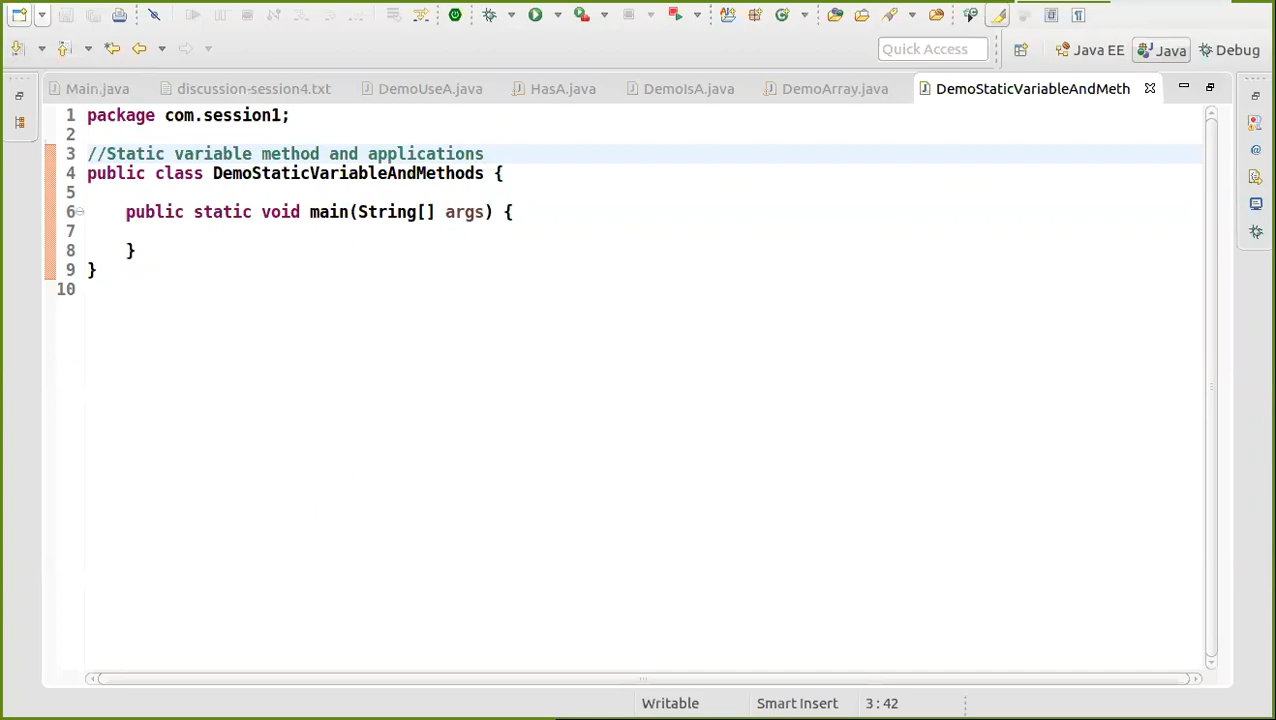 Quick Access
Java EE
Java
Debug
Main.java
discussion-session4.txt
DemoUseA.java
HasA.java
DemoIsA.java
DemoArray.java
DemoStaticVariableAndMeth
1 package com.session1;
2
3 //Static variable method and applications
4 public class DemoStaticVariableAndMethods {
5
6 public static void main(String[] args) {
7
8 }
9 }
10
Writable
Smart Insert
3 : 42